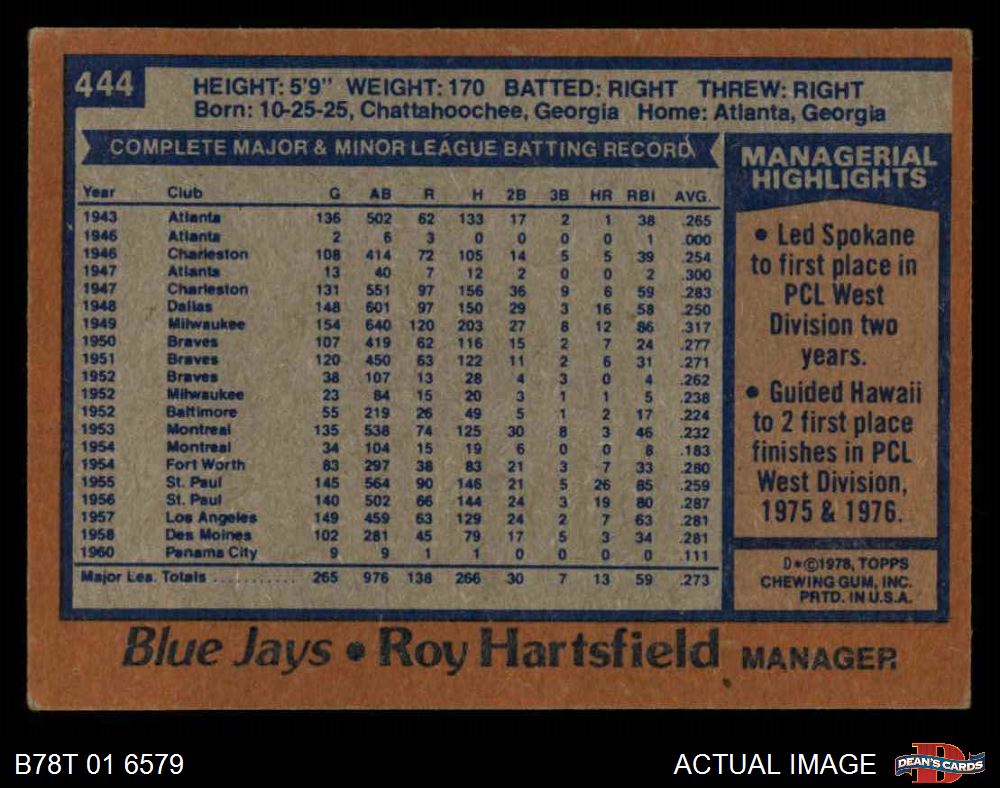 444
HEIGHT: 5'9" WEIGHT: 170 BATTED: RIGHT THREW: RIGHT
Born: 10-25-25, Chattahoochee, Georgia Home: Atlanta, Georgia
COMPLETE MAJOR & MINOR LEAGUE BATTING RECORD
Year Club G AB R H 2B 3B HR RBI AVG.
1943 Atlanta 136 502 62 133 17 2 1 38 .265
1946 Atlanta 2 6 3 0 0 0 0 1 .000
1946 Charleston 108 414 72 105 14 5 5 39 .254
1947 Atlanta 13 40 7 12 2 0 0 2 .300
1947 Charleston 131 551 97 156 36 9 6 59 .283
1948 Dallas 148 601 97 150 29 3 16 58 .250
1949 Milwaukee 154 640 120 203 27 8 12 86 .317
1950 Braves 107 419 62 116 15 2 7 24 .277
1951 Braves 120 450 63 122 11 2 6 31 .271
1952 Braves 38 107 13 28 4 3 0 4 .262
1952 Milwaukee 23 84 15 20 3 1 1 5 .238
1952 Baltimore 55 219 26 49 5 1 2 17 .224
1953 Montreal 135 538 74 125 30 8 3 46 .232
1954 Montreal 34 104 15 19 6 0 0 8 .183
1954 Fort Worth 83 297 38 83 21 3 7 33 .280
1955 St. Paul 145 564 90 146 21 5 26 85 .259
1956 St. Paul 140 502 66 144 24 3 19 80 .287
1957 Los Angeles 149 459 63 129 24 2 7 63 .281
1958 Des Moines 102 281 45 79 17 5 3 34 .281
1960 Panama City 9 9 1 1 0 0 0 0 .111
Major Lea. Totals ........... 265 976 138 266 30 7 13 59 .273
MANAGERIAL
HIGHLIGHTS
• Led Spokane
to first place in
PCL West
Division two
years.
• Guided Hawaii
to 2 first place
finishes in PCL
West Division,
1975 & 1976.
D*©1978, TOPPS
CHEWING GUM, INC.
PRTD. IN U.S.A.
Blue Jays • Roy Hartsfield MANAGER
B78T 01 6579
ACTUAL IMAGE
D
DEAN'S CARDS